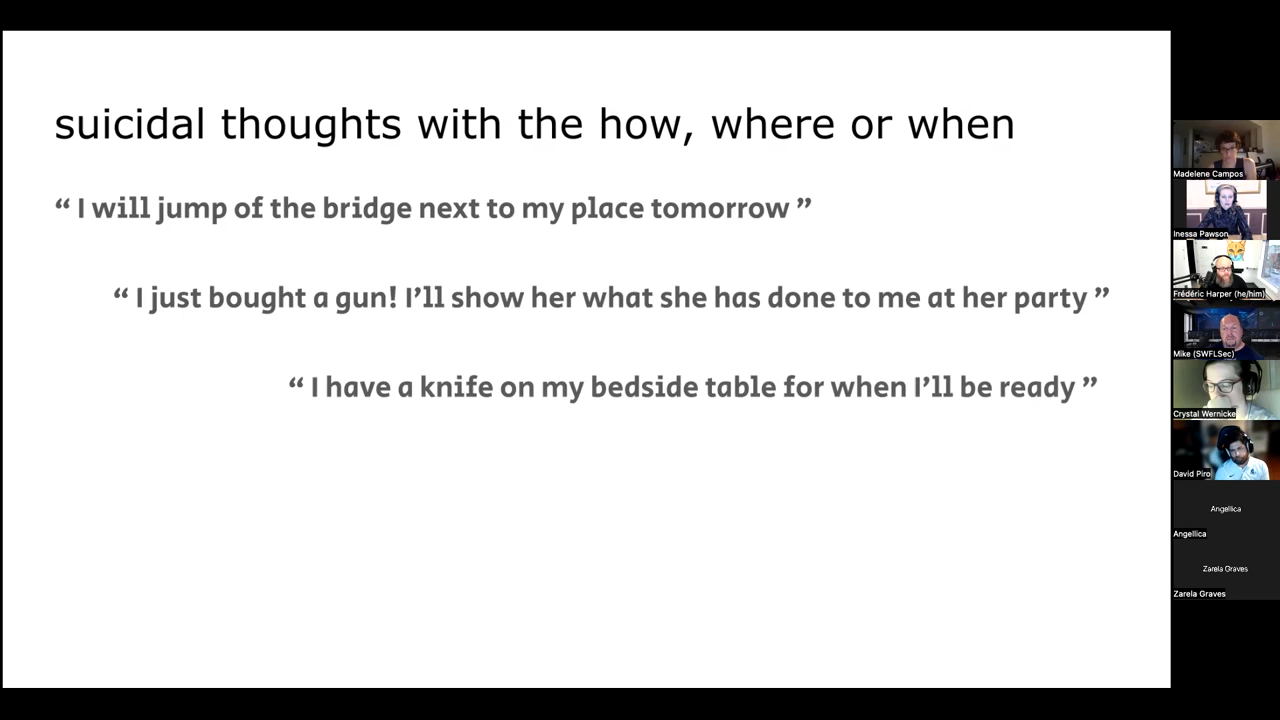 suicidal thoughts with the how, where or when
“ I will jump of the bridge next to my place tomorrow ”
“ I just bought a gun! I’ll show her what she has done to me at her party ”
“ I have a knife on my bedside table for when I’ll be ready ”
Madelene Campos
Inessa Pawson
Frédéric Harper (he/him)
Mike (SWFLSec)
Crystal Wernicke
David Piro
Angellica
Angellica
Zarela Graves
Zarela Graves